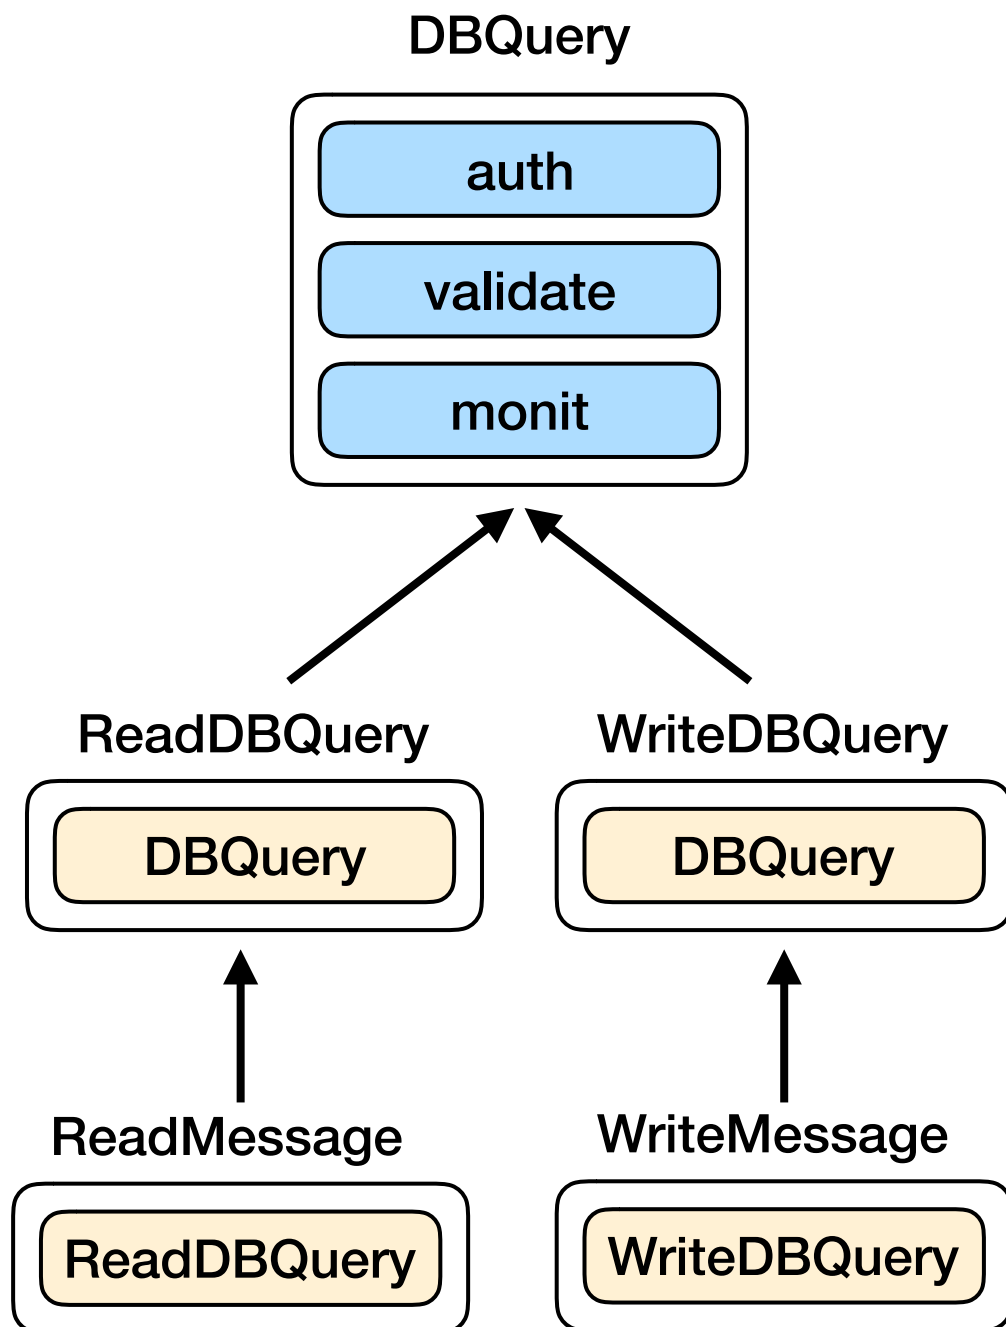 DBQuery
auth
validate
monit
ReadDBQuery
WriteDBQuery
DBQuery
DBQuery
ReadMessage
WriteMessage
ReadDBQuery
WriteDBQuery